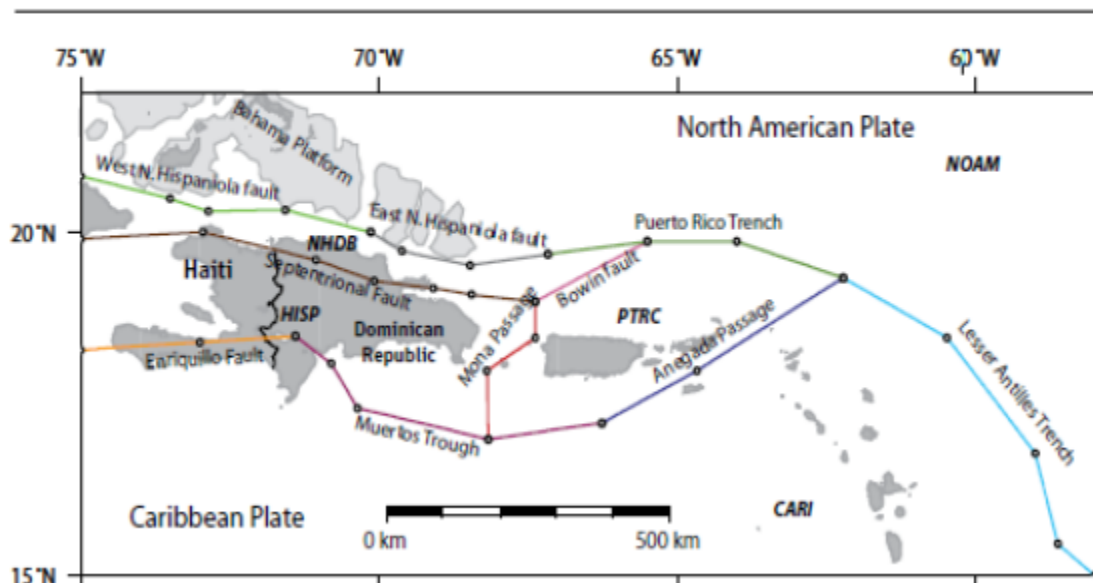 75°W 70°W 65°W 60°W
North American Plate
Bahama Platform
NOAM
West N. Hispaniola fault
East N. Hispaniola fault
Puerto Rico Trench
20°N
NHDB
Haiti
Septentrional Fault
Bowin fault
HISP
PTRC
Mona Passage
Dominican
Republic
Anegada Passage
Enriquillo Fault
Lesser Antilles Trench
Muertos Trough
CARI
Caribbean Plate
0 km 500 km
15°N